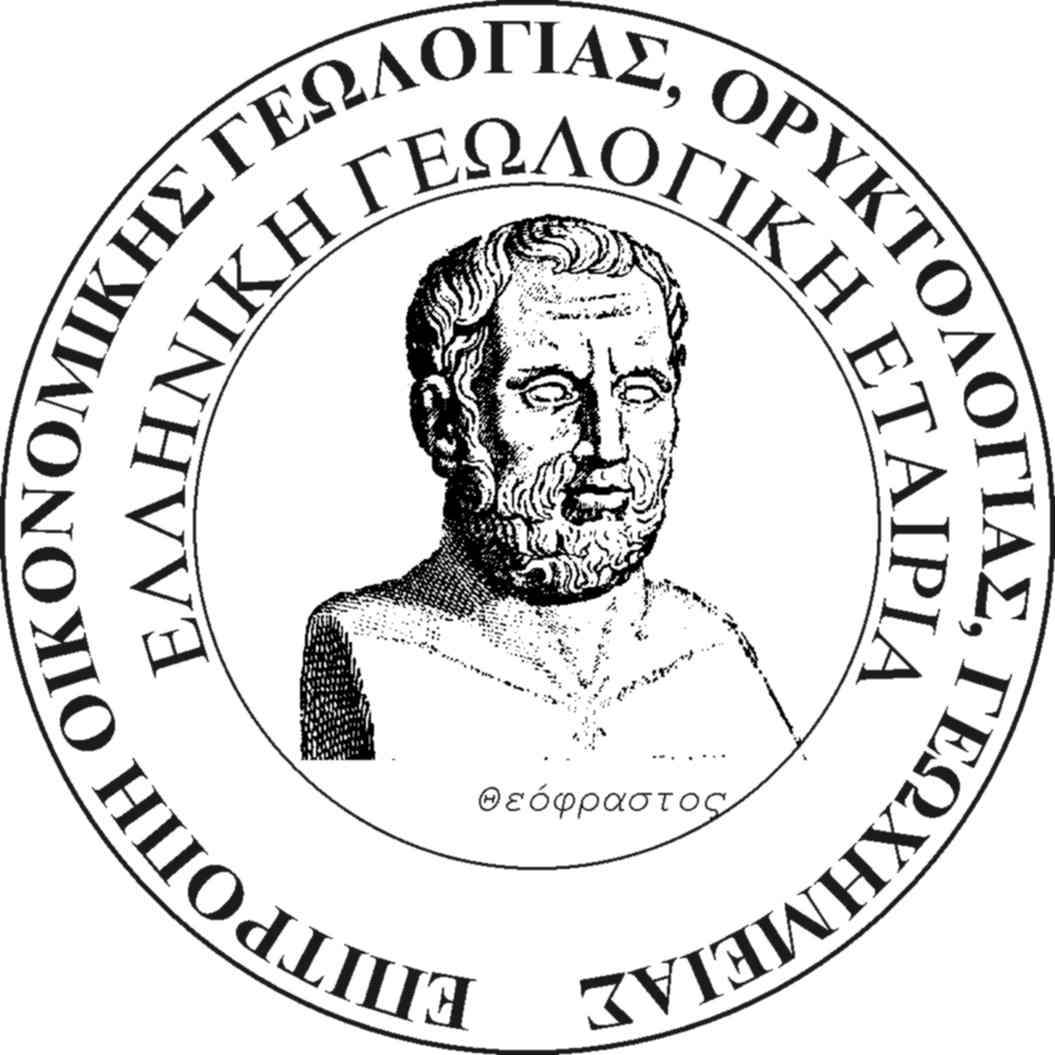 ΕΠΙΤΡΟΠΗ ΟΙΚΟΝΟΜΙΚΗΣ ΓΕΩΛΟΓΙΑΣ, ΟΡΥΚΤΟΛΟΓΙΑΣ, ΓΕΩΧΗΜΕΙΑΣ
ΕΛΛΗΝΙΚΗ ΓΕΩΛΟΓΙΚΗ ΕΤΑΙΡΙΑ
Θεόφραστος